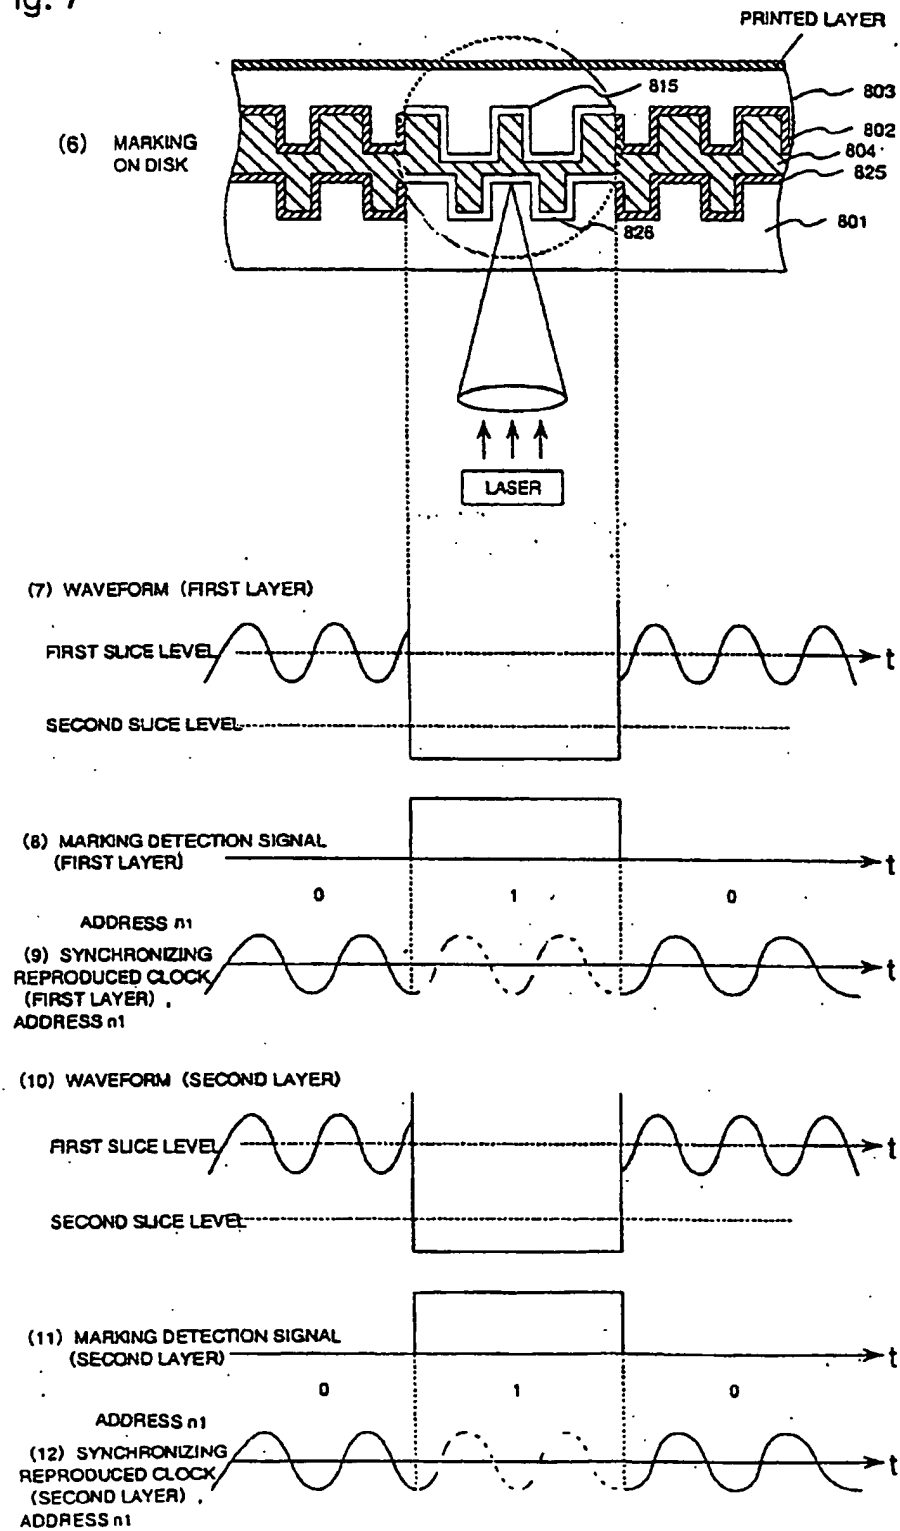 ig. 7
PRINTED LAYER
815
803
(6) MARKING
ON DISK
802
804
825
826
801
LASER
(7) WAVEFORM (FIRST LAYER)
FIRST SLICE LEVEL
t
SECOND SLICE LEVEL
(8) MARKING DETECTION SIGNAL
(FIRST LAYER)
t
0 1 0
ADDRESS n1
(9) SYNCHRONIZING
REPRODUCED CLOCK
(FIRST LAYER),
ADDRESS n1
t
(10) WAVEFORM (SECOND LAYER)
FIRST SLICE LEVEL
t
SECOND SLICE LEVEL
(11) MARKING DETECTION SIGNAL
(SECOND LAYER)
t
0 1 0
ADDRESS n1
(12) SYNCHRONIZING
REPRODUCED CLOCK
(SECOND LAYER),
ADDRESS n1
t